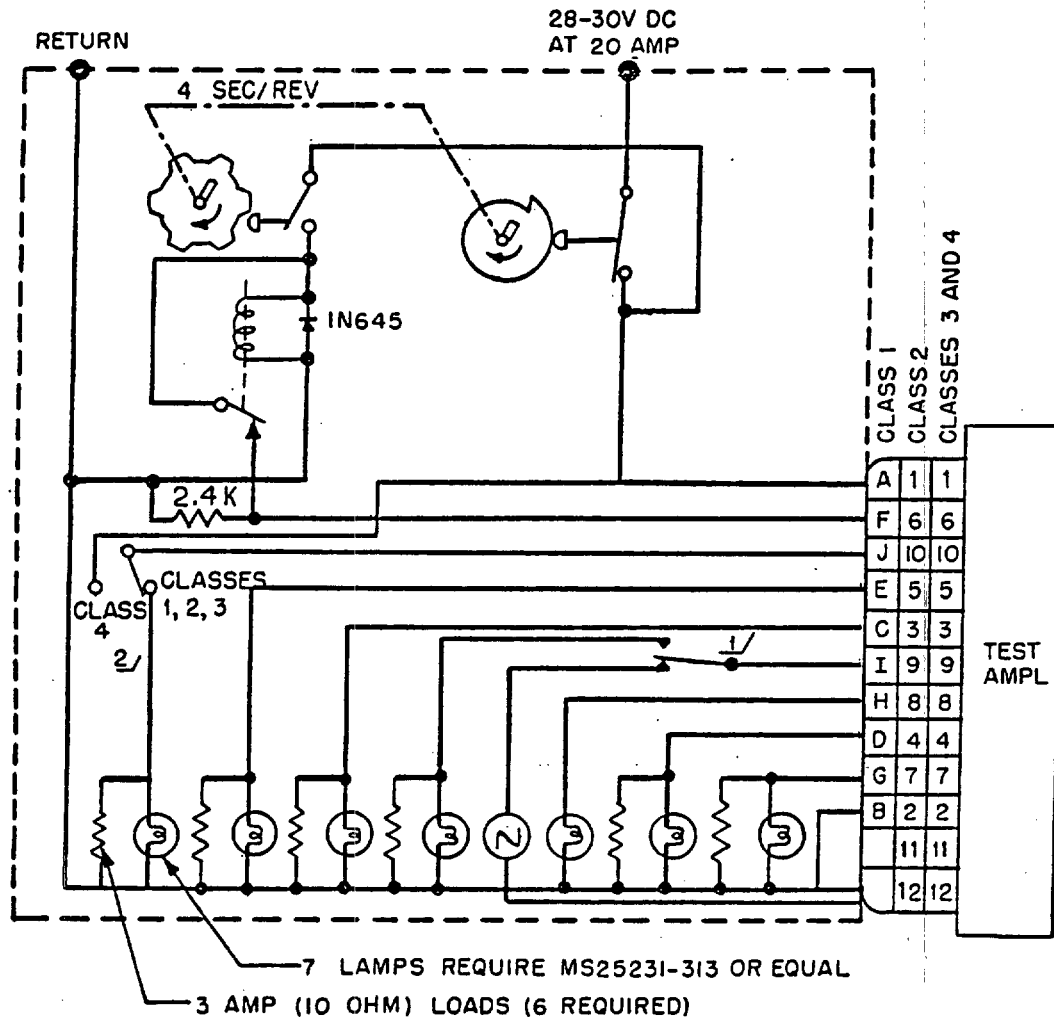 RETURN
28-30V DC
AT 20 AMP
4 SEC/REV
IN645
CLASS 1
CLASS 2
CLASSES 3 AND 4
A 1 1
2.4K
F 6 6
J 10 10
CLASS
4
CLASSES
1, 2, 3
2/
E 5 5
C 3 3
1/
I 9 9
H 8 8
D 4 4
G 7 7
B 2 2
11 11
12 12
TEST
AMPL
7 LAMPS REQUIRE MS25231-313 OR EQUAL
3 AMP (10 OHM) LOADS (6 REQUIRED)